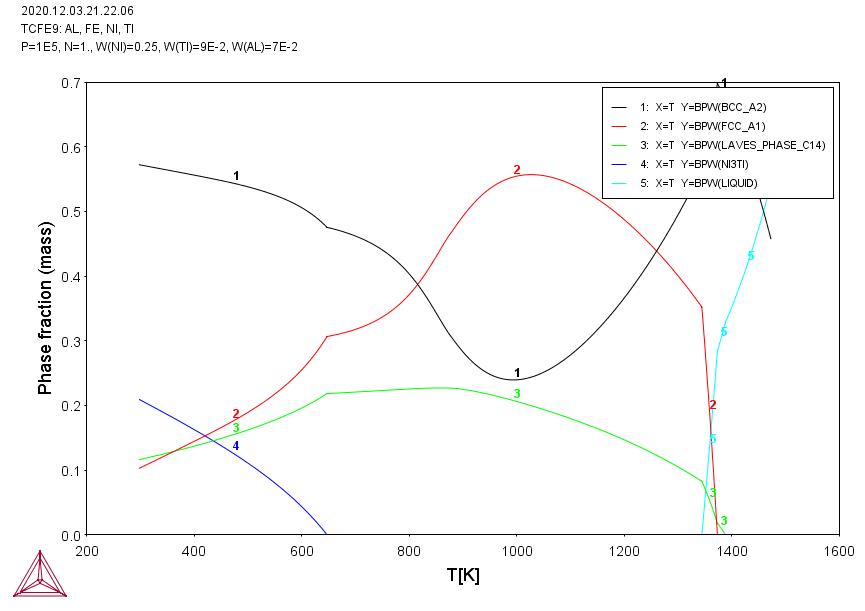 2020.12.03.21.22.06
TCFE9: AL, FE, NI, TI
P=1E5, N=1., W(NI)=0.25, W(TI)=9E-2, W(AL)=7E-2
1: X=T Y=BPW(BCC_A2)
2: X=T Y=BPW(FCC_A1)
3: X=T Y=BPW(LAVES_PHASE_C14)
4: X=T Y=BPW(NI3TI)
5: X=T Y=BPW(LIQUID)
Phase fraction (mass)
0.7
0.6
0.5
0.4
0.3
0.2
0.1
0.0
1
2
3
4
2
1
3
1
5
5
2
5
3
3
200 400 600 800 1000 1200 1400 1600
T[K]